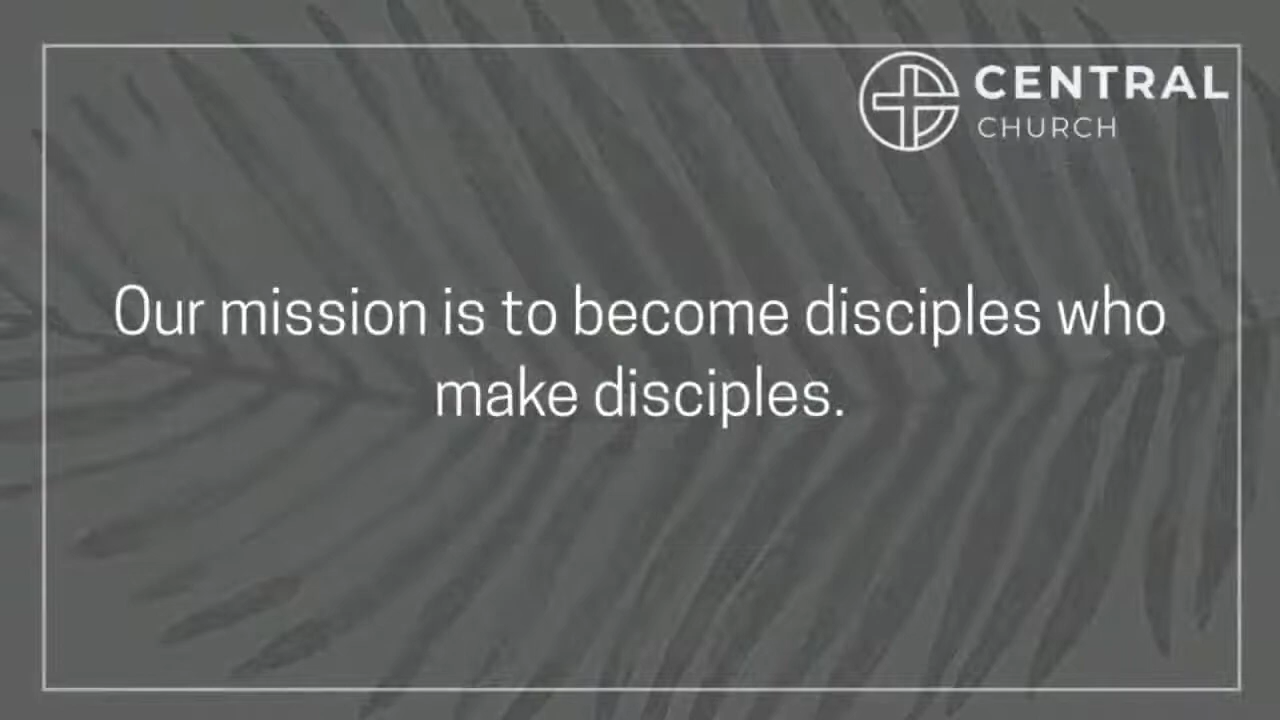 CENTRAL
CHURCH
Our mission is to become disciples who
make disciples.